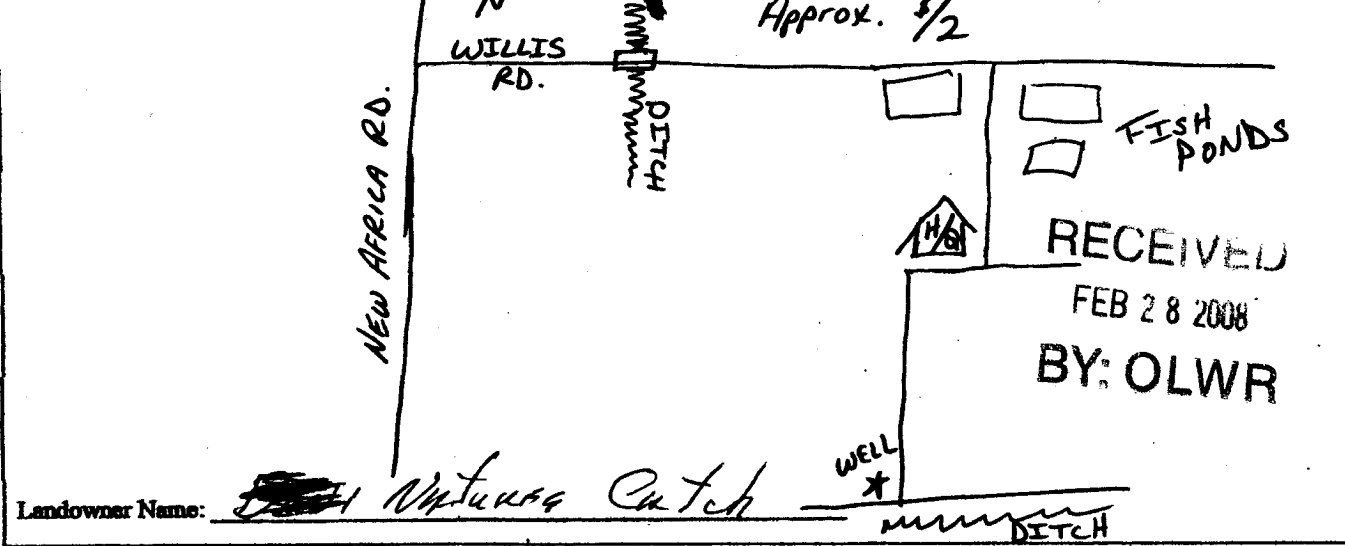 N
Approx. 1/2
WILLIS
RD.
DITCH
NEW AFRICA RD.
FISH
PONDS
H/Q
RECEIVED
FEB 28 2008
BY: OLWR
WELL
Landowner Name: Catch
DITCH